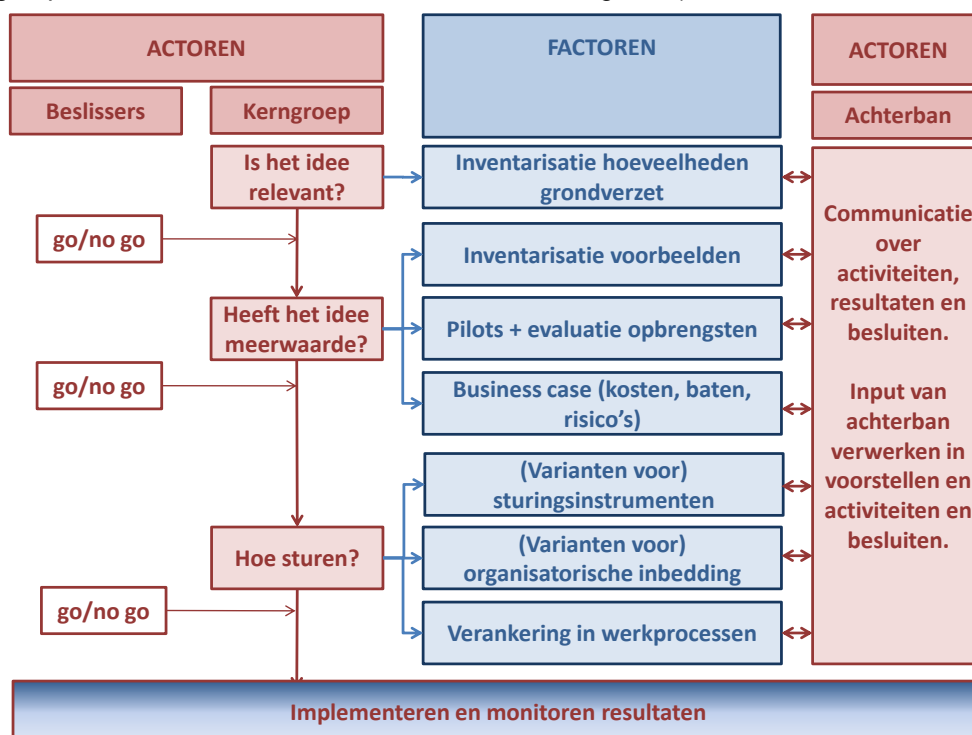 ACTOREN
FACTOREN
ACTOREN
Beslissers
Kerngroep
Achterban
Is het idee
relevant?
Inventarisatie hoeveelheden
grondverzet
go/no go
Inventarisatie voorbeelden
Heeft het idee
meerwaarde?
Pilots + evaluatie opbrengsten
go/no go
Business case (kosten, baten,
risico’s)
(Varianten voor)
sturingsinstrumenten
Hoe sturen?
(Varianten voor)
organisatorische inbedding
go/no go
Verankering in werkprocessen
Communicatie
over
activiteiten,
resultaten en
besluiten.
Input van
achterban
verwerken in
voorstellen en
activiteiten en
besluiten.
Implementeren en monitoren resultaten